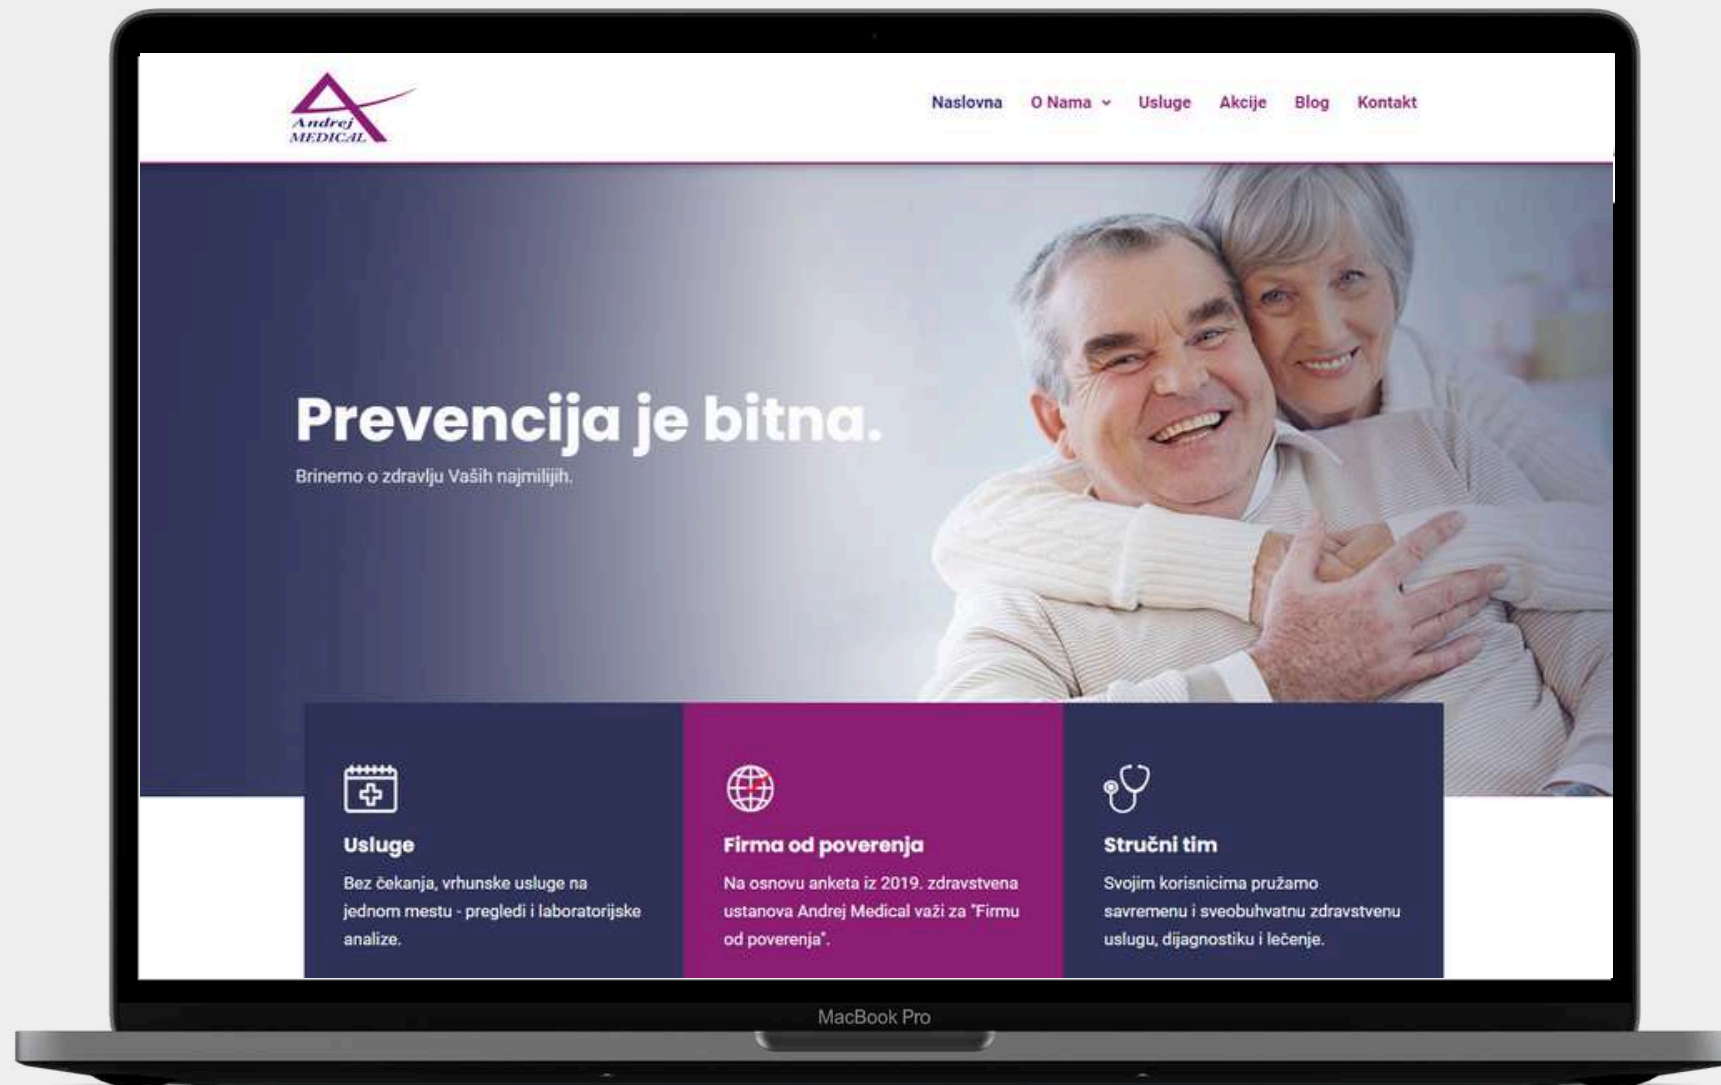 Andrej
MEDICAL
Naslovna O Nama Usluge Akcije Blog Kontakt
Prevencija je bitna.
Brinemo o zdravlju Vaših najmilijih.
Usluge
Bez čekanja, vrhunske usluge na
jednom mestu - pregledi i laboratorijske
analize.
Firma od poverenja
Na osnovu anketa iz 2019. zdravstvena
ustanova Andrej Medical važi za "Firmu
od poverenja".
Stručni tim
Svojim korisnicima pružamo
savremenu i sveobuhvatnu zdravstvenu
uslugu, dijagnostiku i lečenje.
MacBook Pro